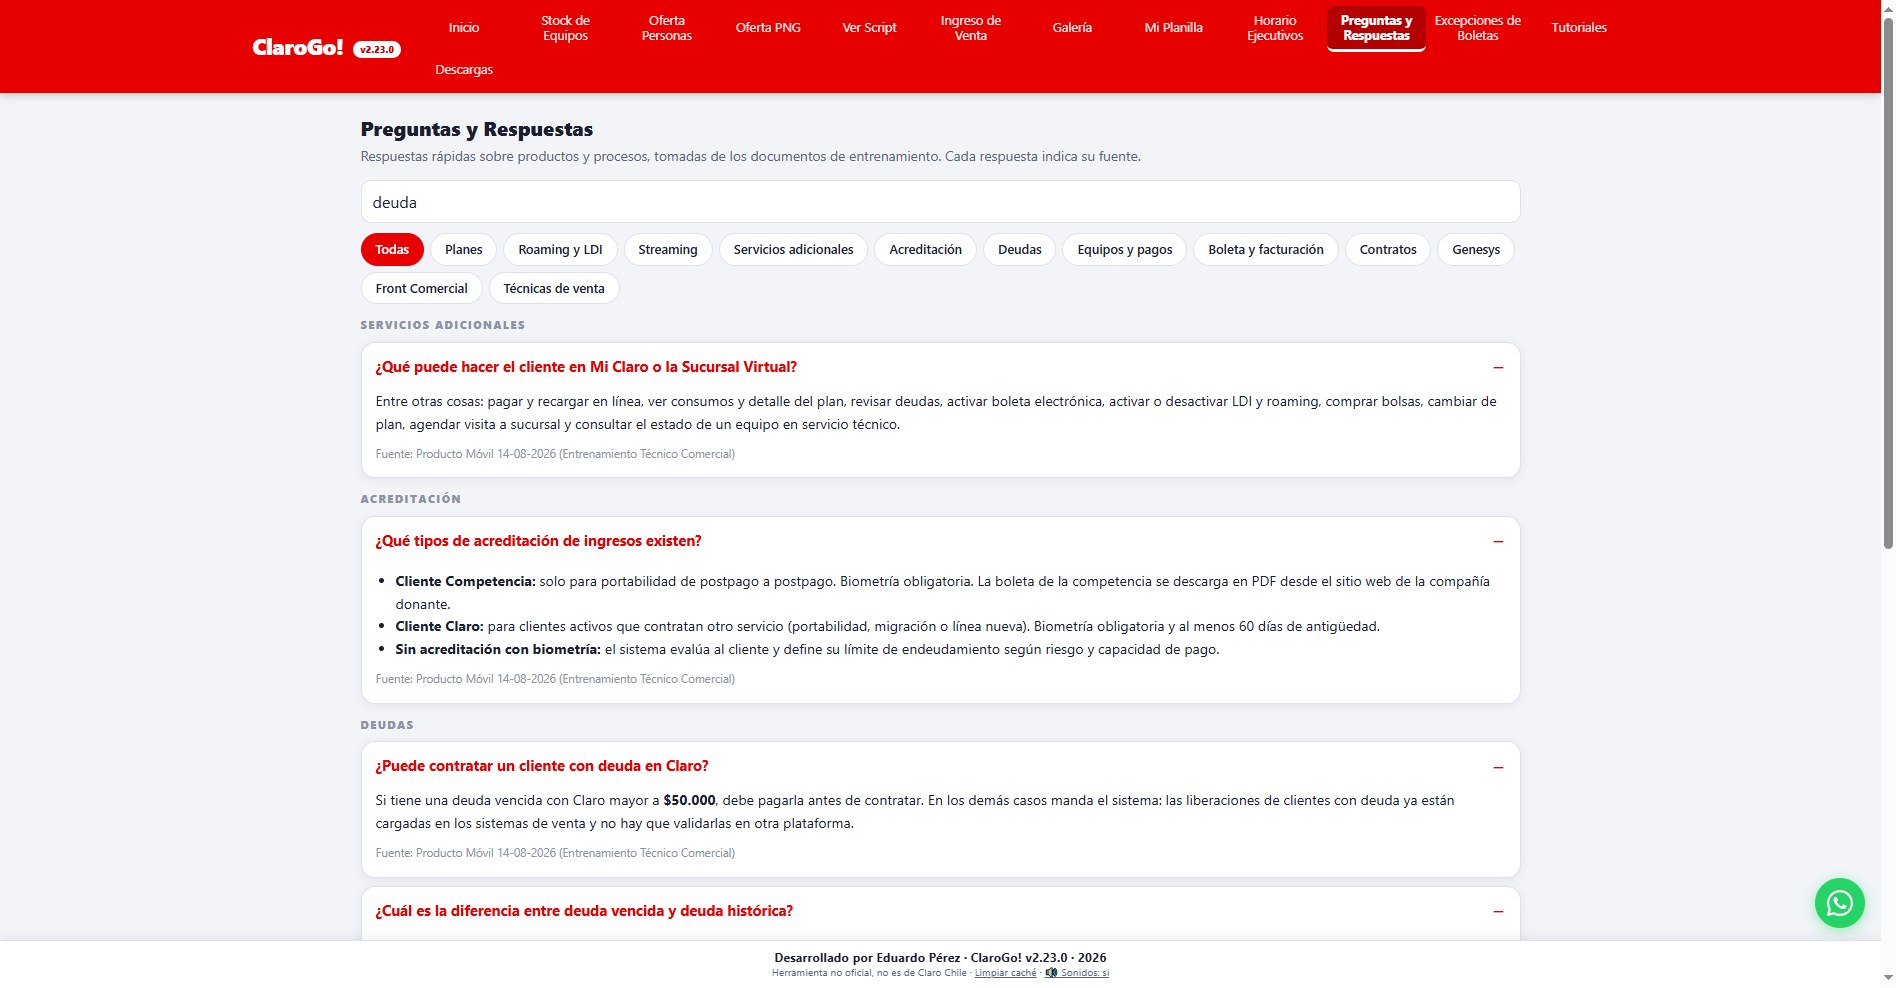 ClaroGo! v2.23.0
Inicio
Stock de Equipos
Oferta Personas
Oferta PNG
Ver Script
Ingreso de Venta
Galería
Mi Planilla
Horario Ejecutivos
Preguntas y Respuestas
Excepciones de Boletas
Tutoriales
Descargas
Preguntas y Respuestas
Respuestas rápidas sobre productos y procesos, tomadas de los documentos de entrenamiento. Cada respuesta indica su fuente.
deuda
Todas
Planes
Roaming y LDI
Streaming
Servicios adicionales
Acreditación
Deudas
Equipos y pagos
Boleta y facturación
Contratos
Genesys
Front Comercial
Técnicas de venta
SERVICIOS ADICIONALES
¿Qué puede hacer el cliente en Mi Claro o la Sucursal Virtual? –
Entre otras cosas: pagar y recargar en línea, ver consumos y detalle del plan, revisar deudas, activar boleta electrónica, activar o desactivar LDI y roaming, comprar bolsas, cambiar de
plan, agendar visita a sucursal y consultar el estado de un equipo en servicio técnico.
Fuente: Producto Móvil 14-08-2026 (Entrenamiento Técnico Comercial)
ACREDITACIÓN
¿Qué tipos de acreditación de ingresos existen? –
• Cliente Competencia: solo para portabilidad de postpago a postpago. Biometría obligatoria. La boleta de la competencia se descarga en PDF desde el sitio web de la compañía
donante.
• Cliente Claro: para clientes activos que contratan otro servicio (portabilidad, migración o línea nueva). Biometría obligatoria y al menos 60 días de antigüedad.
• Sin acreditación con biometría: el sistema evalúa al cliente y define su límite de endeudamiento según riesgo y capacidad de pago.
Fuente: Producto Móvil 14-08-2026 (Entrenamiento Técnico Comercial)
DEUDAS
¿Puede contratar un cliente con deuda en Claro? –
Si tiene una deuda vencida con Claro mayor a $50.000, debe pagarla antes de contratar. En los demás casos manda el sistema: las liberaciones de clientes con deuda ya están
cargadas en los sistemas de venta y no hay que validarlas en otra plataforma.
Fuente: Producto Móvil 14-08-2026 (Entrenamiento Técnico Comercial)
¿Cuál es la diferencia entre deuda vencida y deuda histórica? –
Desarrollado por Eduardo Pérez · ClaroGo! v2.23.0 · 2026
Herramienta no oficial, no es de Claro Chile · Limpiar caché · 🔊 Sonidos: sí